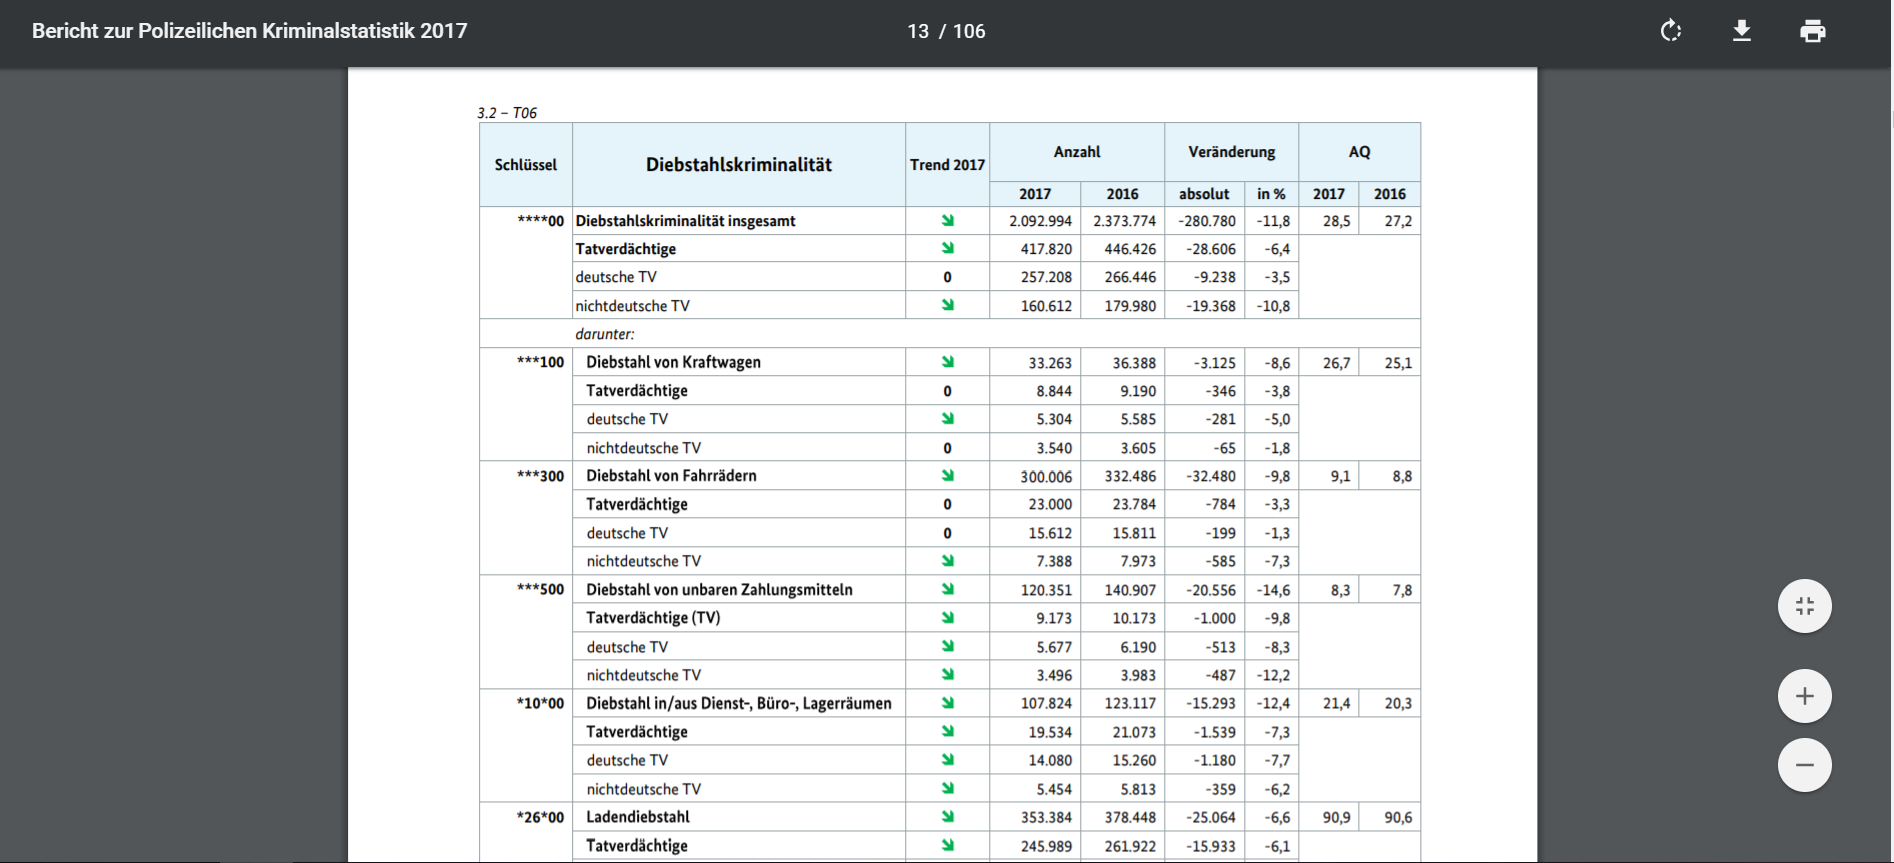 Bericht zur Polizeilichen Kriminalstatistik 2017 13 / 106
3.2 – T06
Schlüssel Diebstahlskriminalität Trend 2017 Anzahl Veränderung AQ
2017 2016 absolut in % 2017 2016
****00 Diebstahlskriminalität insgesamt 2.092.994 2.373.774 -280.780 -11,8 28,5 27,2
Tatverdächtige 417.820 446.426 -28.606 -6,4
deutsche TV 0 257.208 266.446 -9.238 -3,5
nichtdeutsche TV 160.612 179.980 -19.368 -10,8
darunter:
***100 Diebstahl von Kraftwagen 33.263 36.388 -3.125 -8,6 26,7 25,1
Tatverdächtige 0 8.844 9.190 -346 -3,8
deutsche TV 5.304 5.585 -281 -5,0
nichtdeutsche TV 0 3.540 3.605 -65 -1,8
***300 Diebstahl von Fahrrädern 300.006 332.486 -32.480 -9,8 9,1 8,8
Tatverdächtige 0 23.000 23.784 -784 -3,3
deutsche TV 0 15.612 15.811 -199 -1,3
nichtdeutsche TV 7.388 7.973 -585 -7,3
***500 Diebstahl von unbaren Zahlungsmitteln 120.351 140.907 -20.556 -14,6 8,3 7,8
Tatverdächtige (TV) 9.173 10.173 -1.000 -9,8
deutsche TV 5.677 6.190 -513 -8,3
nichtdeutsche TV 3.496 3.983 -487 -12,2
*10*00 Diebstahl in/aus Dienst-, Büro-, Lagerräumen 107.824 123.117 -15.293 -12,4 21,4 20,3
Tatverdächtige 19.534 21.073 -1.539 -7,3
deutsche TV 14.080 15.260 -1.180 -7,7
nichtdeutsche TV 5.454 5.813 -359 -6,2
*26*00 Ladendiebstahl 353.384 378.448 -25.064 -6,6 90,9 90,6
Tatverdächtige 245.989 261.922 -15.933 -6,1